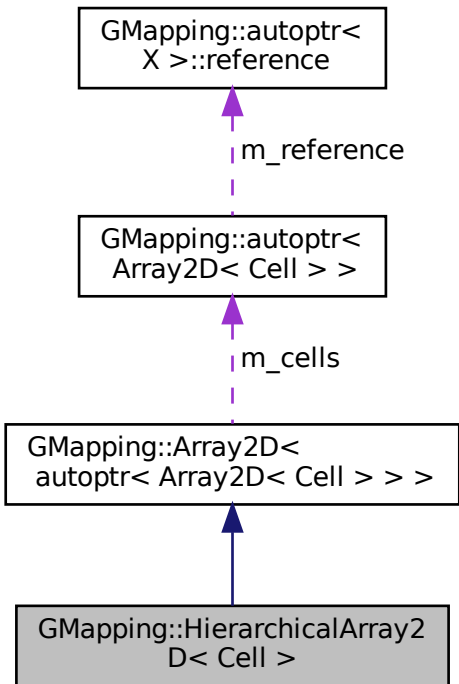 GMapping::autoptr<
X >::reference
m_reference
GMapping::autoptr<
Array2D< Cell > >
m_cells
GMapping::Array2D<
autoptr< Array2D< Cell > > >
GMapping::HierarchicalArray2
D< Cell >